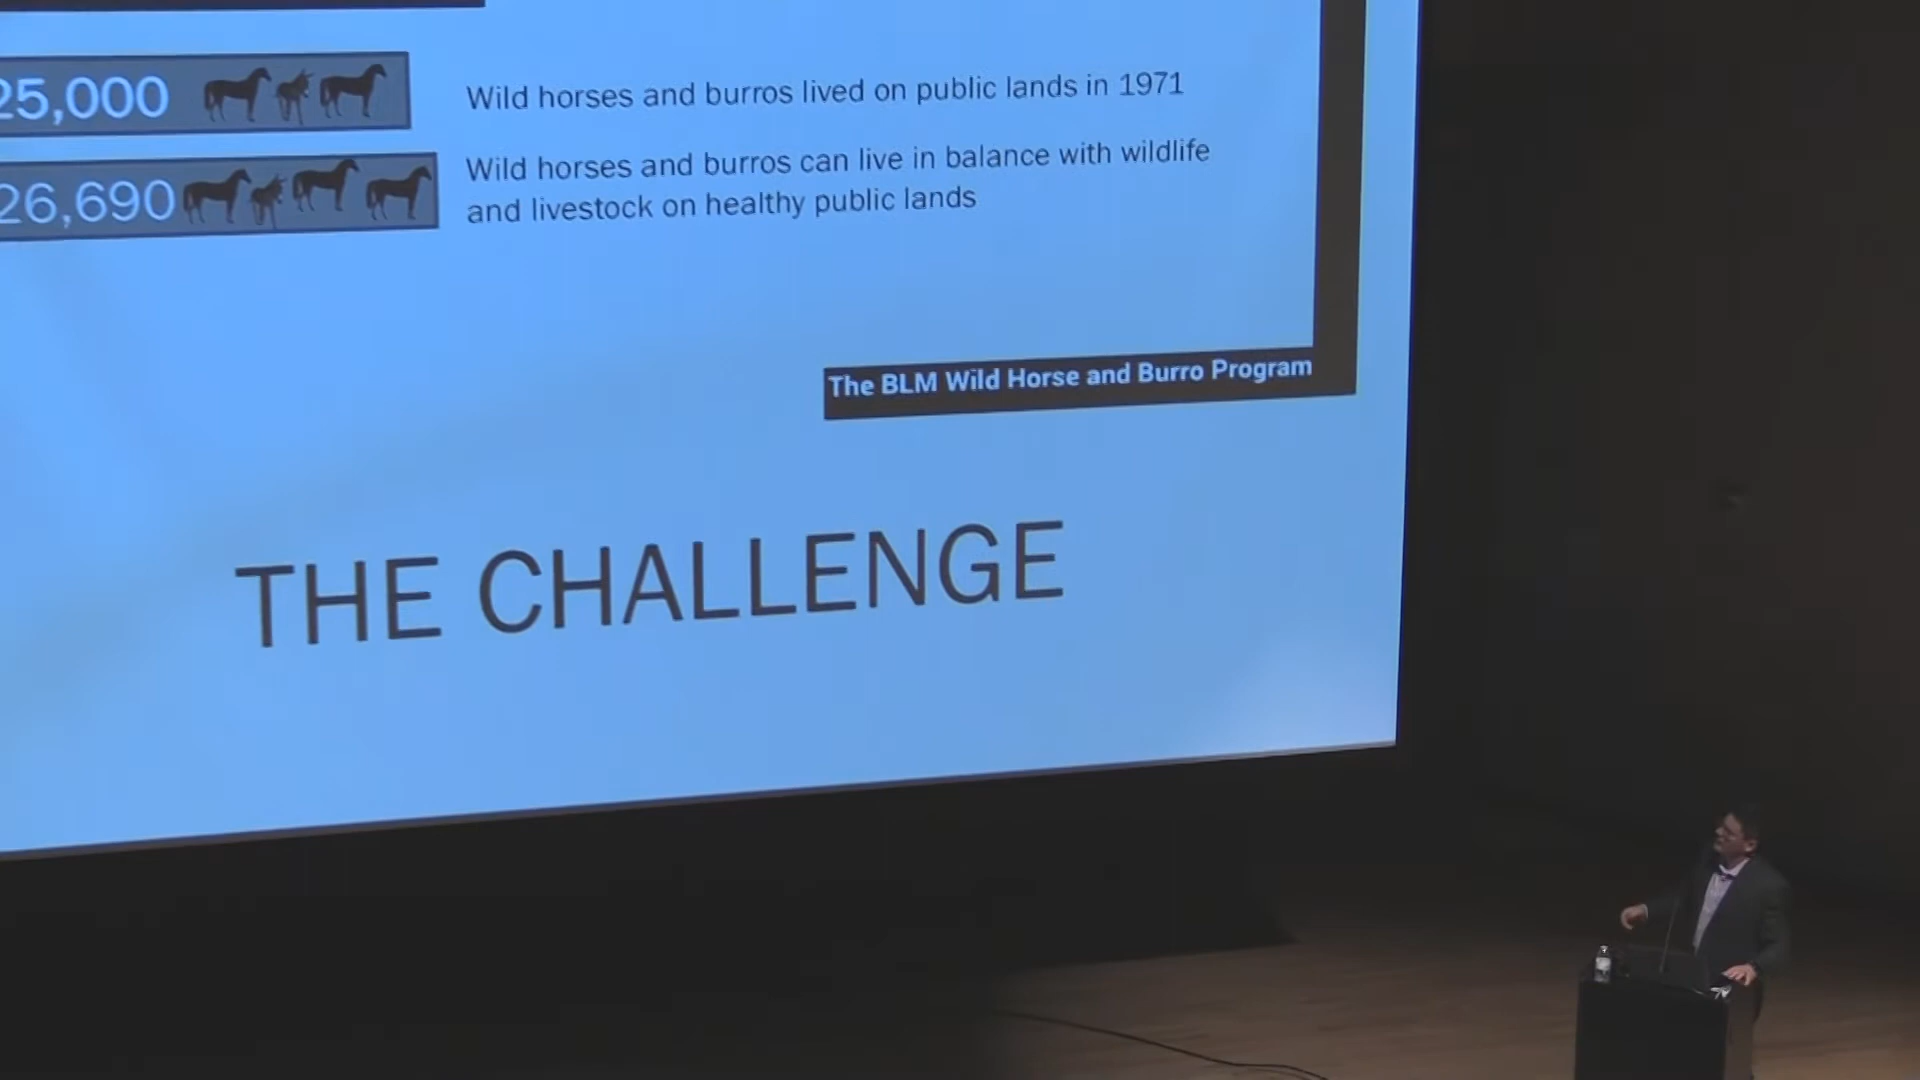 25,000
Wild horses and burros lived on public lands in 1971
26,690
Wild horses and burros can live in balance with wildlife
and livestock on healthy public lands
The BLM Wild Horse and Burro Program
THE CHALLENGE